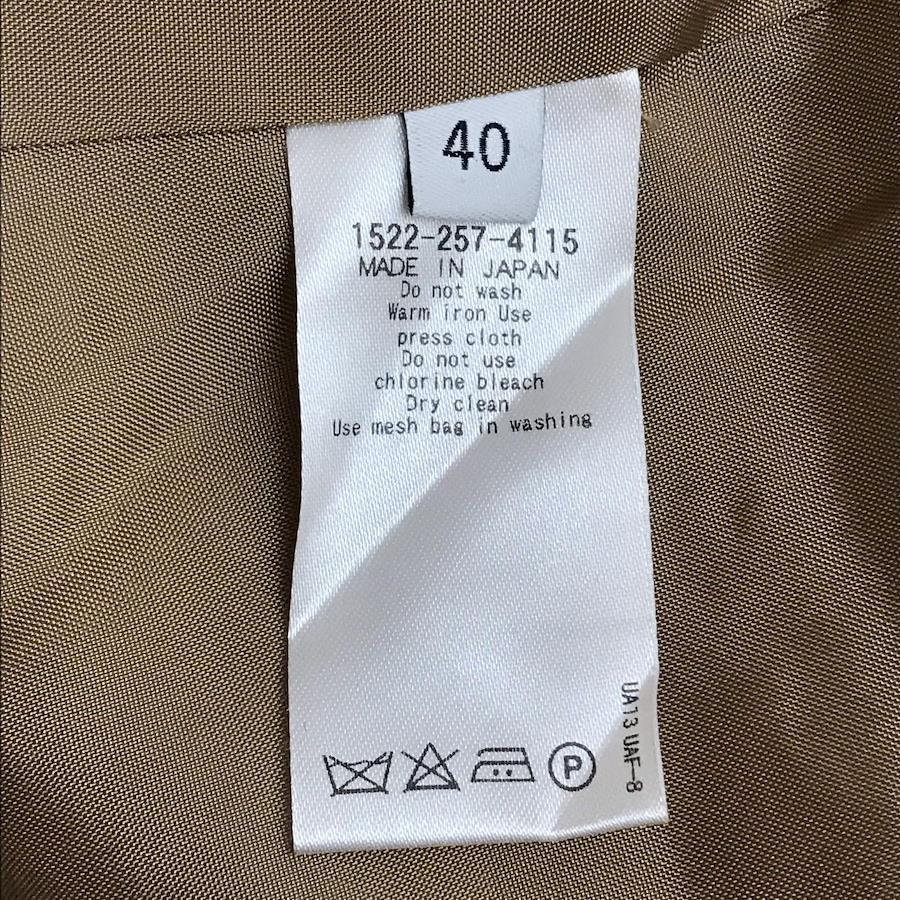 40
1522-257-4115
MADE IN JAPAN
Do not wash
Warm iron Use
press cloth
Do not use
chlorine bleach
Dry clean
Use mesh bag in washing
UA13 UAF-8
P